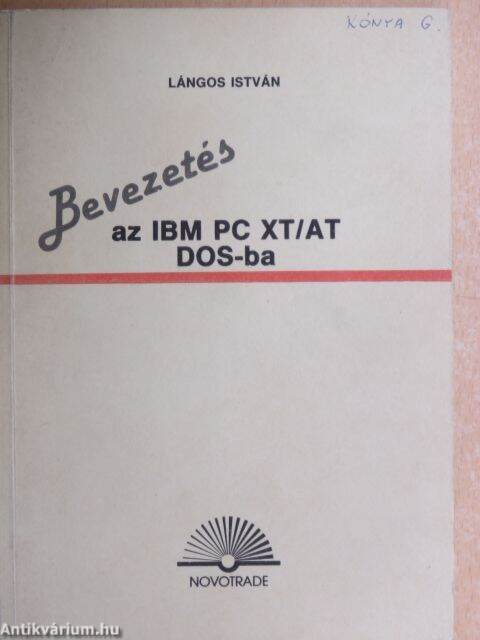 KÓNYA G.
LÁNGOS ISTVÁN
Bevezetés
az IBM PC XT/AT
DOS-ba
NOVOTRADE
Antikvárium.hu